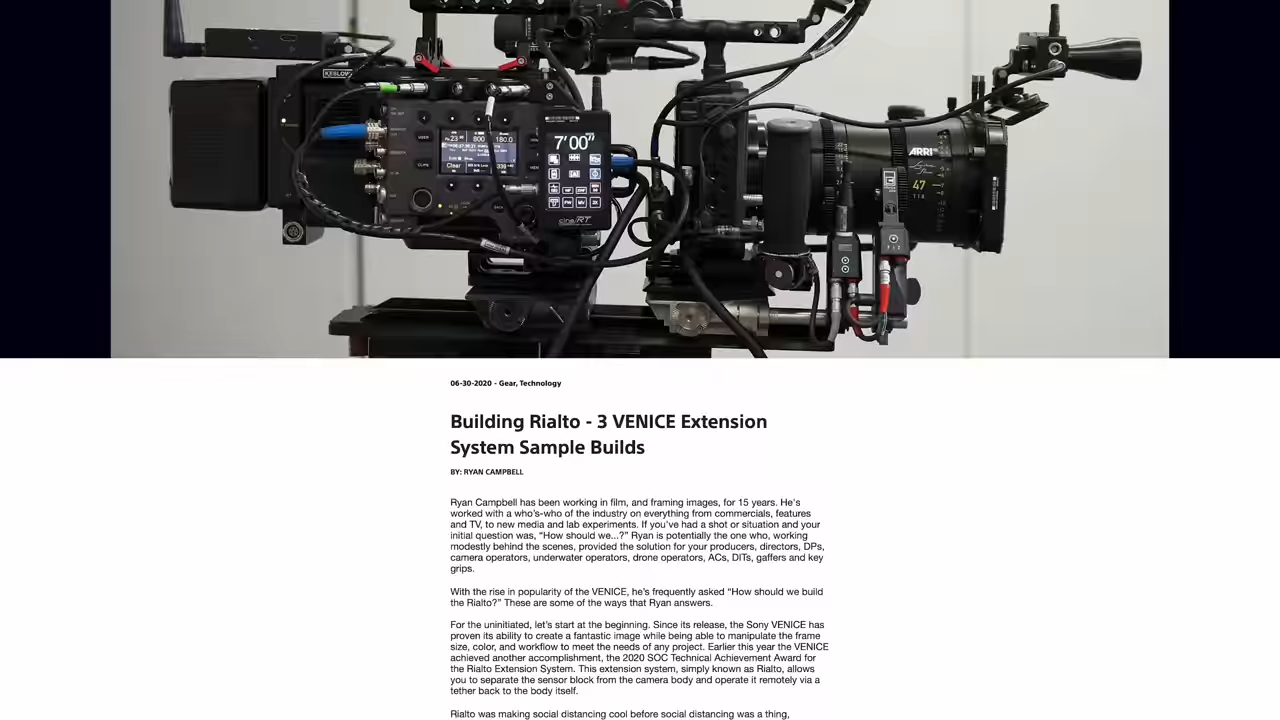 KESLOW
7'00"
23
800
180.0
Clear
cine RT
ARRI
47
T1.8
06-30-2020 - Gear, Technology
Building Rialto - 3 VENICE Extension
System Sample Builds
BY: RYAN CAMPBELL
Ryan Campbell has been working in film, and framing images, for 15 years. He's
worked with a who's-who of the industry on everything from commercials, features
and TV, to new media and lab experiments. If you've had a shot or situation and your
initial question was, “How should we...?” Ryan is potentially the one who, working
modestly behind the scenes, provided the solution for your producers, directors, DPs,
camera operators, underwater operators, drone operators, ACs, DITs, gaffers and key
grips.
With the rise in popularity of the VENICE, he's frequently asked “How should we build
the Rialto?” These are some of the ways that Ryan answers.
For the uninitiated, let's start at the beginning. Since its release, the Sony VENICE has
proven its ability to create a fantastic image while being able to manipulate the frame
size, color, and workflow to meet the needs of any project. Earlier this year the VENICE
achieved another accomplishment, the 2020 SOC Technical Achievement Award for
the Rialto Extension System. This extension system, simply known as Rialto, allows
you to separate the sensor block from the camera body and operate it remotely via a
tether back to the body itself.
Rialto was making social distancing cool before social distancing was a thing,